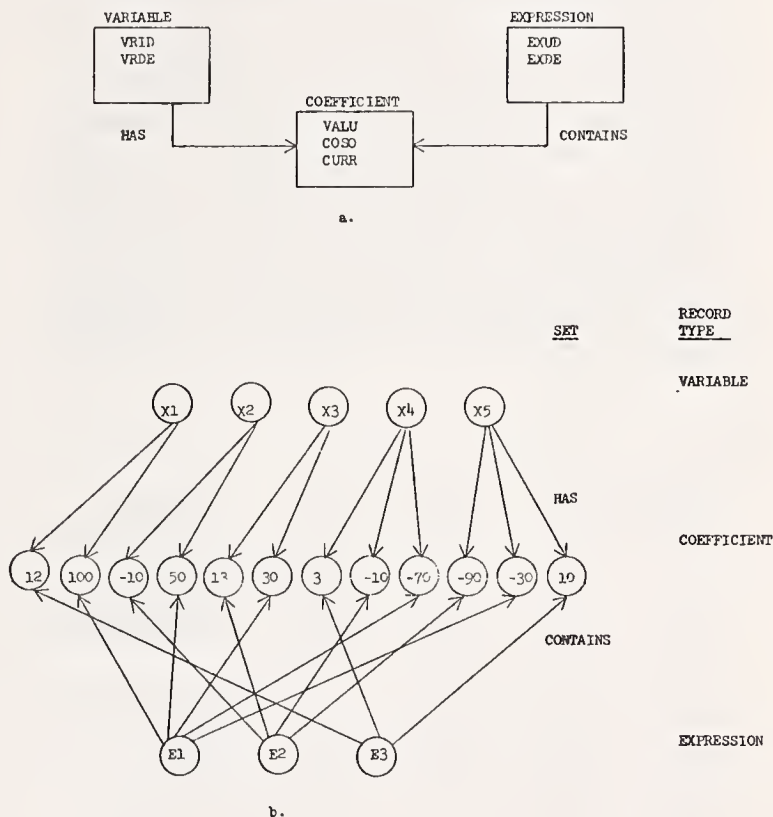 VARIABLE
EXPRESSION
VRID
VRDE
EXUD
EXDE
COEFFICIENT
HAS
VALU
COSO
CURR
CONTAINS
a.
SET
RECORD
TYPE
VARIABLE
X1 X2 X3 X4 X5
HAS
COEFFICIENT
12 100 -10 50 30 3 -10 -70 -90 -30 10
CONTAINS
E1 E2 E3
EXPRESSION
b.